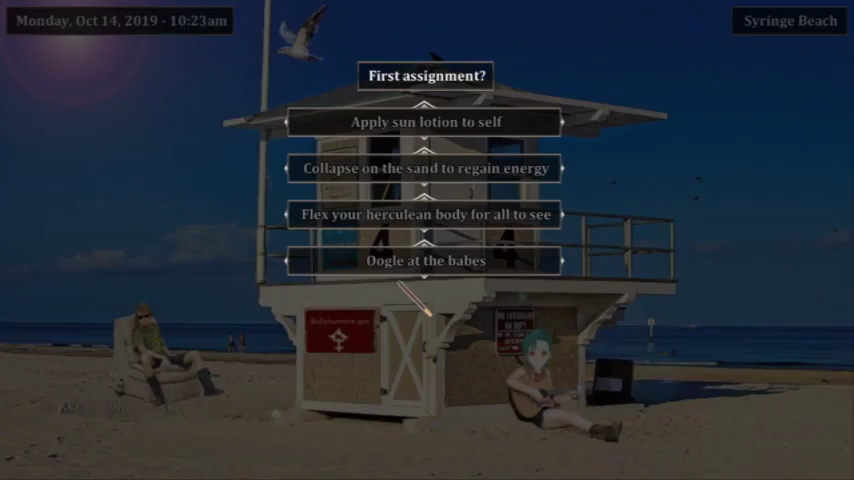 Monday, Oct 14, 2019 - 10:23am
Syringe Beach
First assignment?
Apply sun lotion to self
Collapse on the sand to regain energy
Flex your herculean body for all to see
Oogle at the babes